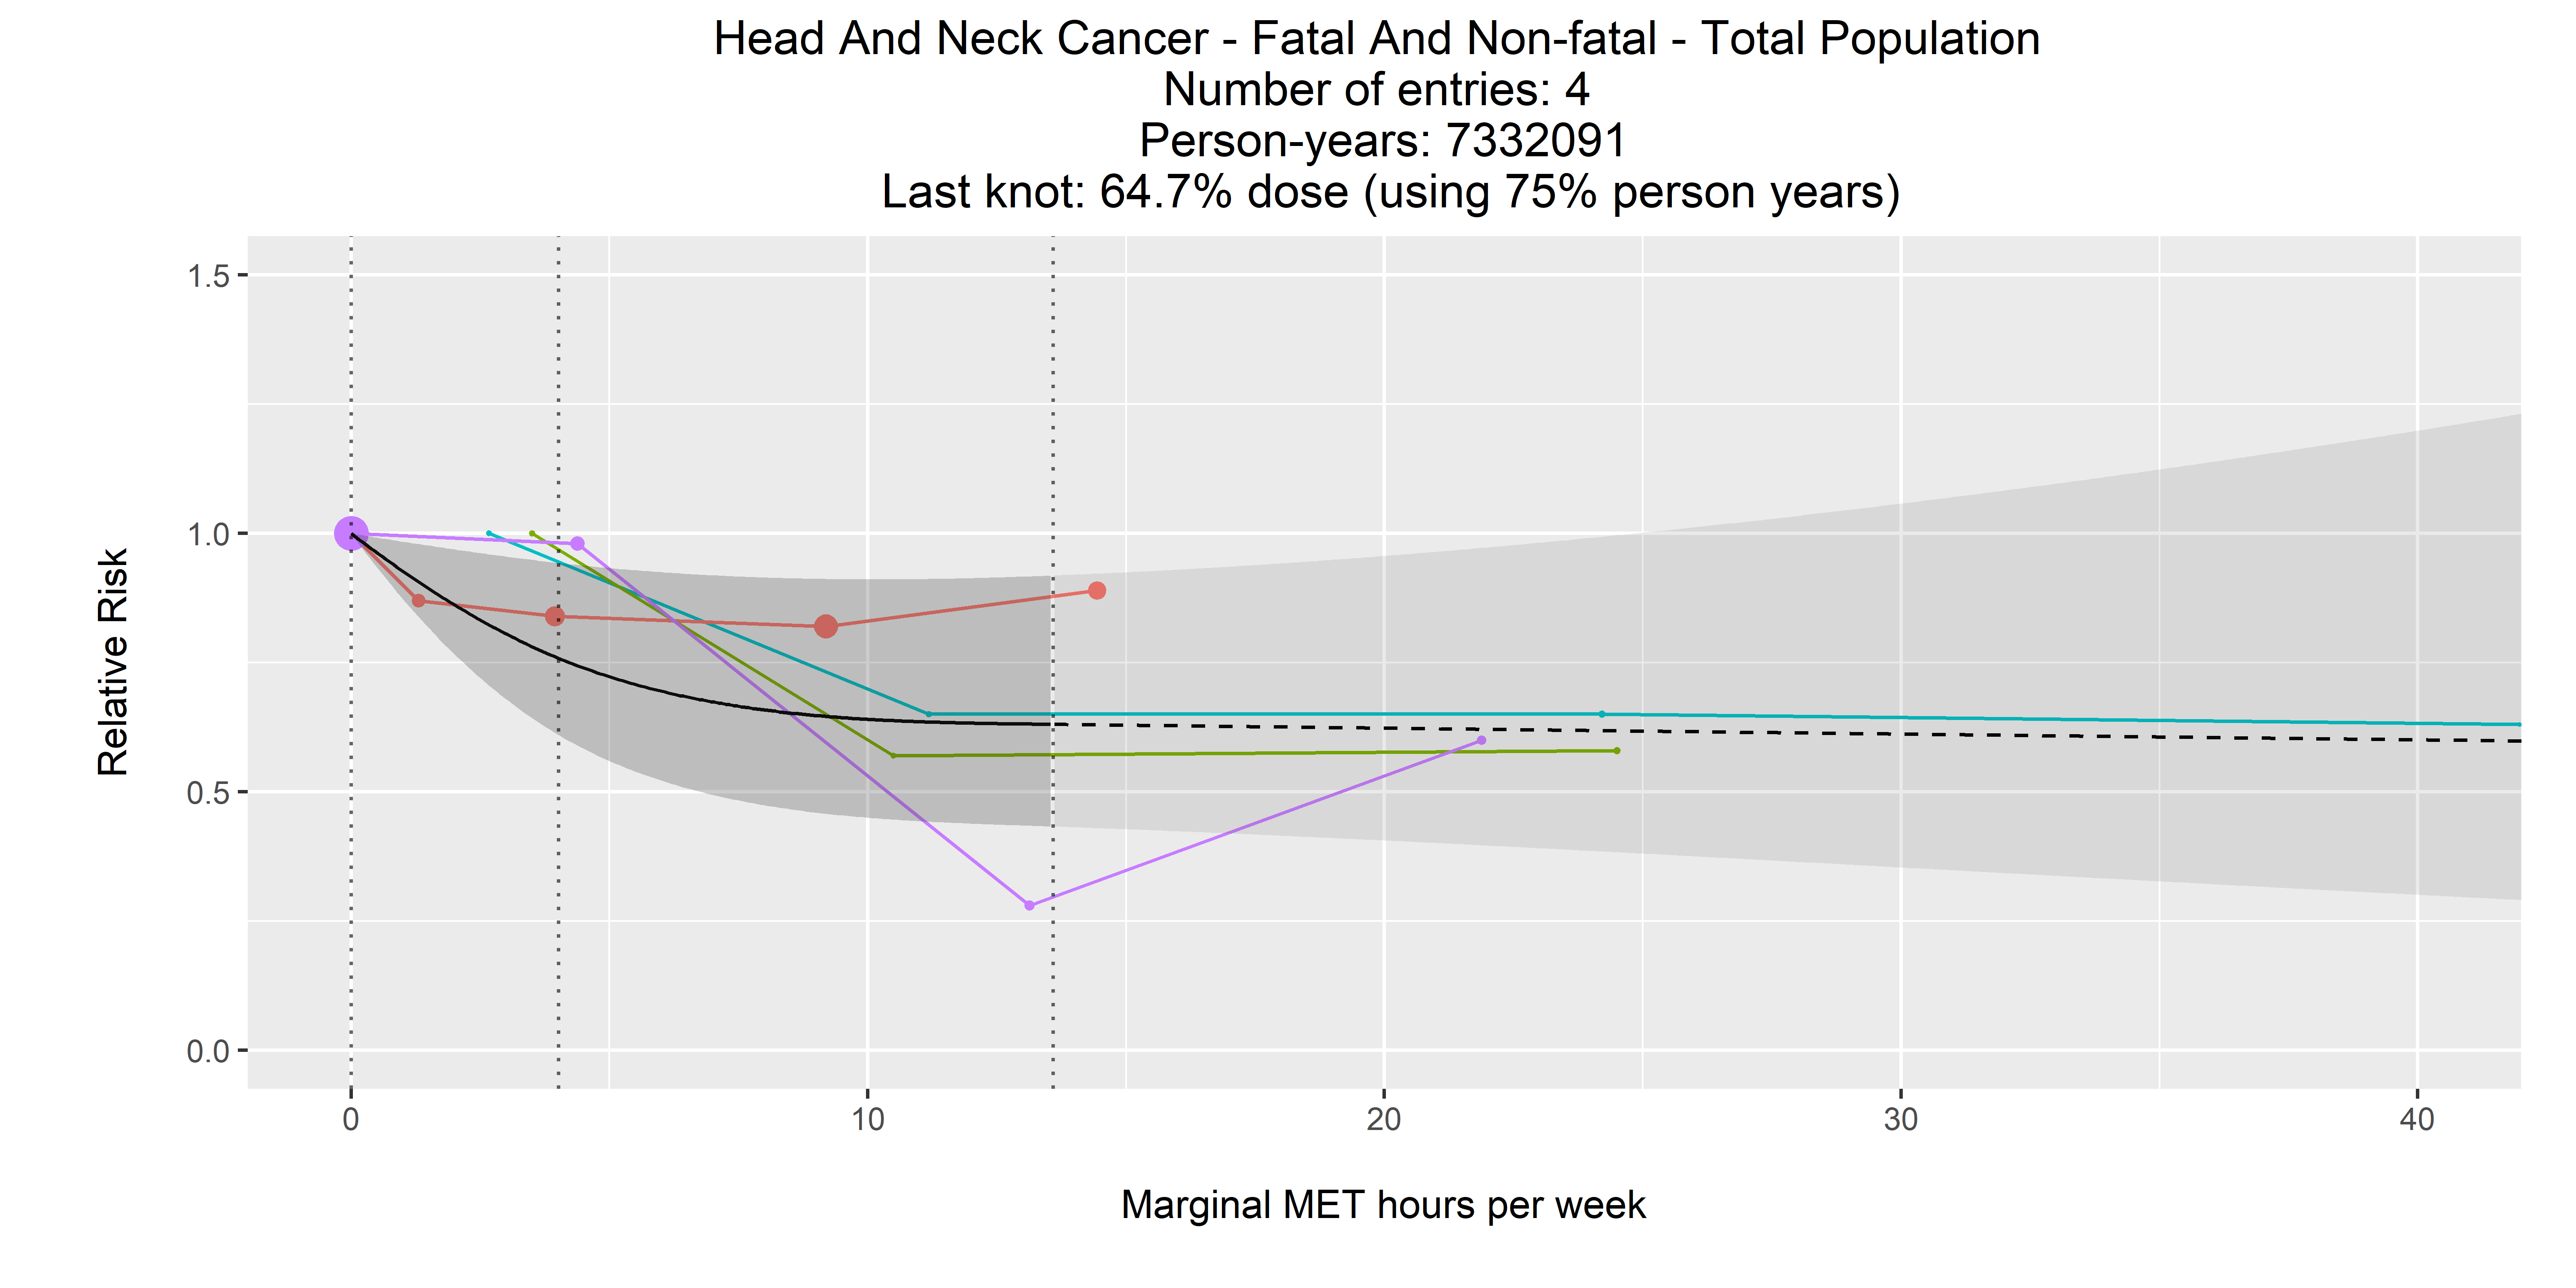 Head And Neck Cancer - Fatal And Non-fatal - Total Population
Number of entries: 4
Person-years: 7332091
Last knot: 64.7% dose (using 75% person years)
Relative Risk
1.5
1.0
0.5
0.0
0 10 20 30 40
Marginal MET hours per week